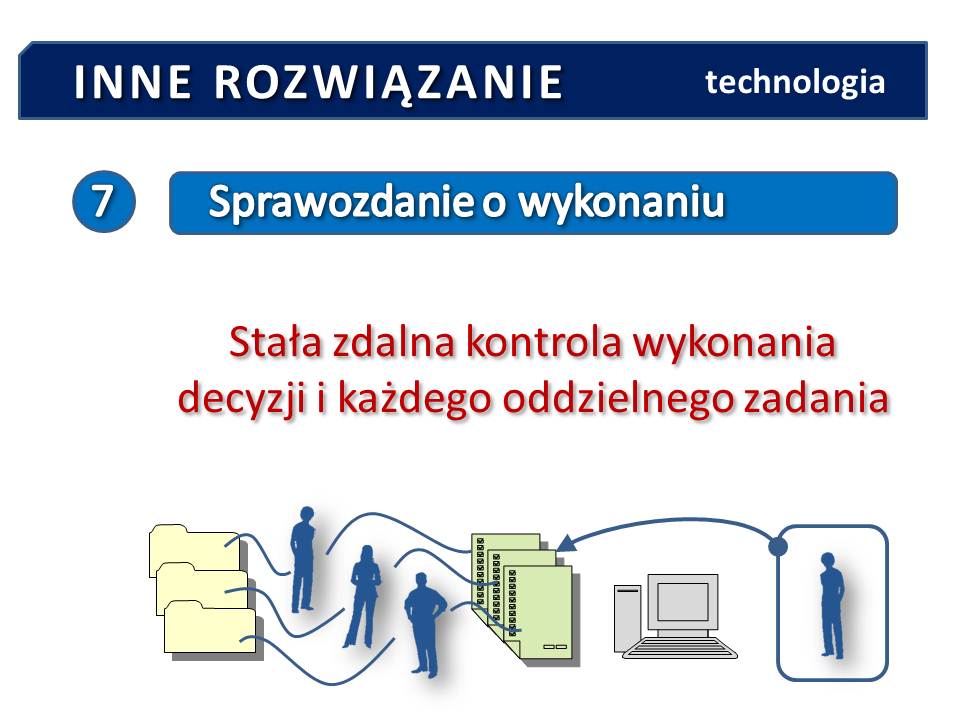 INNE ROZWIĄZANIE
technologia
7
Sprawozdanie o wykonaniu
Stała zdalna kontrola wykonania
decyzji i każdego oddzielnego zadania